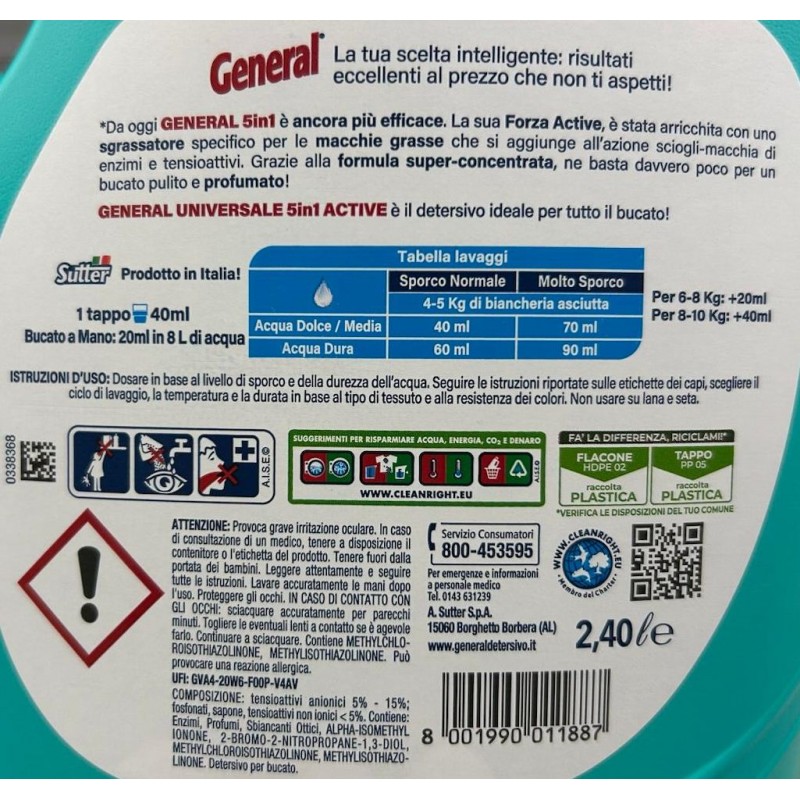 General
La tua scelta intelligente: risultati
eccellenti al prezzo che non ti aspetti!
*Da oggi GENERAL 5in1 è ancora più efficace. La sua Forza Active, è stata arricchita con uno
sgrassatore specifico per le macchie grasse che si aggiunge all'azione sciogli-macchia di
enzimi e tensioattivi. Grazie alla formula super-concentrata, ne basta davvero poco per un
bucato pulito e profumato!
GENERAL UNIVERSALE 5in1 ACTIVE è il detersivo ideale per tutto il bucato!
Sutter Prodotto in Italia!
1 tappo 40ml
Bucato a Mano: 20ml in 8 L di acqua
Tabella lavaggi
Sporco Normale Molto Sporco
4-5 Kg di biancheria asciutta
Acqua Dolce / Media 40 ml 70 ml
Acqua Dura 60 ml 90 ml
Per 6-8 Kg: +20ml
Per 8-10 Kg: +40ml
ISTRUZIONI D'USO: Dosare in base al livello di sporco e della durezza dell'acqua. Seguire le istruzioni riportate sulle etichette dei capi, scegliere il
ciclo di lavaggio, la temperatura e la durata in base al tipo di tessuto e alla resistenza dei colori. Non usare su lana e seta.
0338368
A.I.S.E.©
SUGGERIMENTI PER RISPARMIARE ACQUA, ENERGIA, CO₂ E DENARO
A.I.S.E.©
WWW.CLEANRIGHT.EU
FA' LA DIFFERENZA, RICICLAMI!*
FLACONE
HDPE 02
raccolta
PLASTICA
TAPPO
PP 05
raccolta
PLASTICA
*VERIFICA LE DISPOSIZIONI DEL TUO COMUNE
ATTENZIONE: Provoca grave irritazione oculare. In caso
di consultazione di un medico, tenere a disposizione il
contenitore o l'etichetta del prodotto. Tenere fuori dalla
portata dei bambini. Leggere attentamente e seguire
tutte le istruzioni. Lavare accuratamente le mani dopo
l'uso. Proteggere gli occhi. IN CASO DI CONTATTO CON
GLI OCCHI: sciacquare accuratamente per parecchi
minuti. Togliere le eventuali lenti a contatto se è agevole
farlo. Continuare a sciacquare. Contiene METHYLCHLO-
ROISOTHIAZOLINONE, METHYLISOTHIAZOLINONE. Può
provocare una reazione allergica.
UFI: GVA4-20W6-F00P-V4AV
COMPOSIZIONE: tensioattivi anionici 5% - 15%;
fosfonati, sapone, tensioattivi non ionici < 5%. Contiene:
Enzimi, Profumi, Sbiancanti Ottici, ALPHA-ISOMETHYL
IONONE, 2-BROMO-2-NITROPROPANE-1,3-DIOL,
METHYLCHLOROISOTHIAZOLINONE, METHYLISOTHIAZO-
LINONE. Detersivo per bucato.
Servizio Consumatori
800-453595
Per emergenze e informazioni
a personale medico
Tel. 0143 631239
A. Sutter S.p.A.
15060 Borghetto Borbera (AL)
www.generaldetersivo.it
WWW.CLEANRIGHT.EU
Membro del Charter
2,40 l e
8 001990 011887